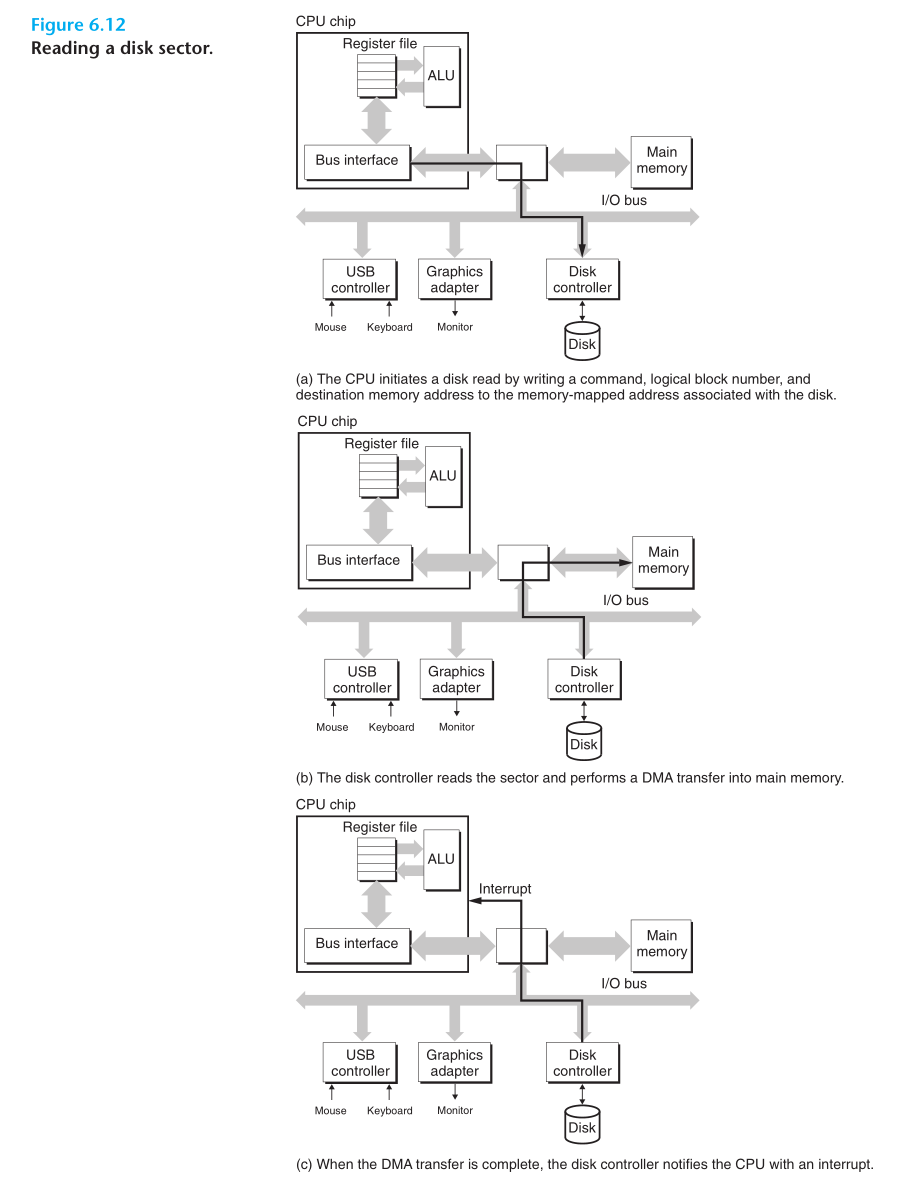 Figure 6.12
Reading a disk sector.
CPU chip
Register file
ALU
Bus interface
Main
memory
I/O bus
USB
controller
Graphics
adapter
Disk
controller
Mouse
Keyboard
Monitor
Disk
(a) The CPU initiates a disk read by writing a command, logical block number, and
destination memory address to the memory-mapped address associated with the disk.
CPU chip
Register file
ALU
Bus interface
Main
memory
I/O bus
USB
controller
Graphics
adapter
Disk
controller
Mouse
Keyboard
Monitor
Disk
(b) The disk controller reads the sector and performs a DMA transfer into main memory.
CPU chip
Register file
ALU
Interrupt
Bus interface
Main
memory
I/O bus
USB
controller
Graphics
adapter
Disk
controller
Mouse
Keyboard
Monitor
Disk
(c) When the DMA transfer is complete, the disk controller notifies the CPU with an interrupt.